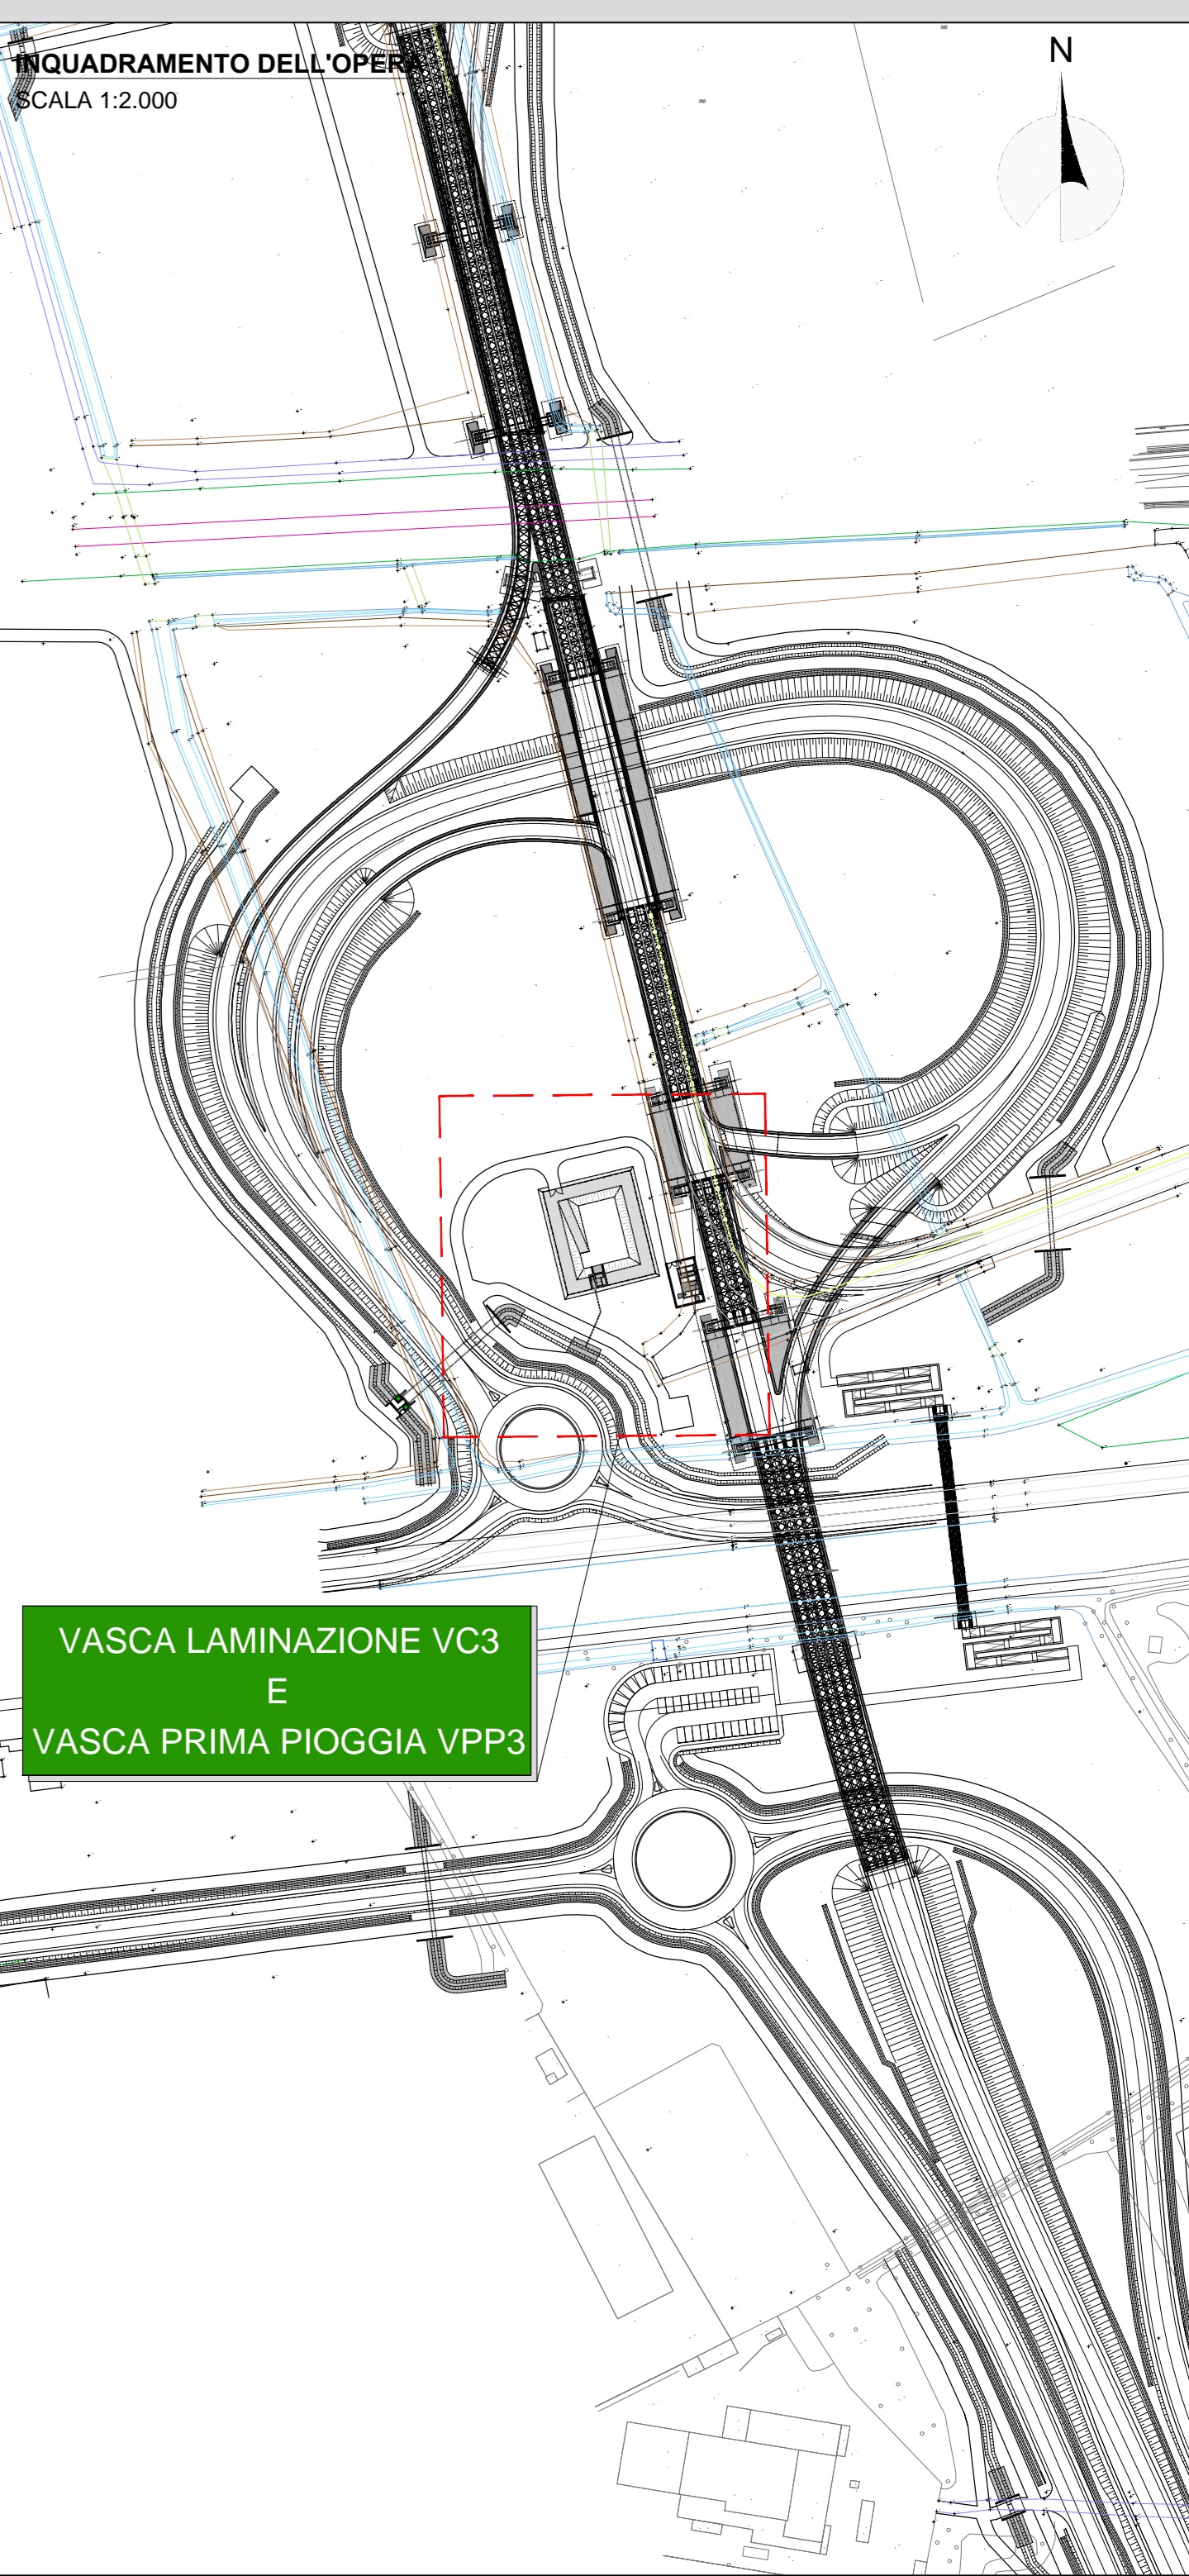 INQUADRAMENTO DELL'OPERA
SCALA 1:2.000
N
VASCA LAMINAZIONE VC3
E
VASCA PRIMA PIOGGIA VPP3